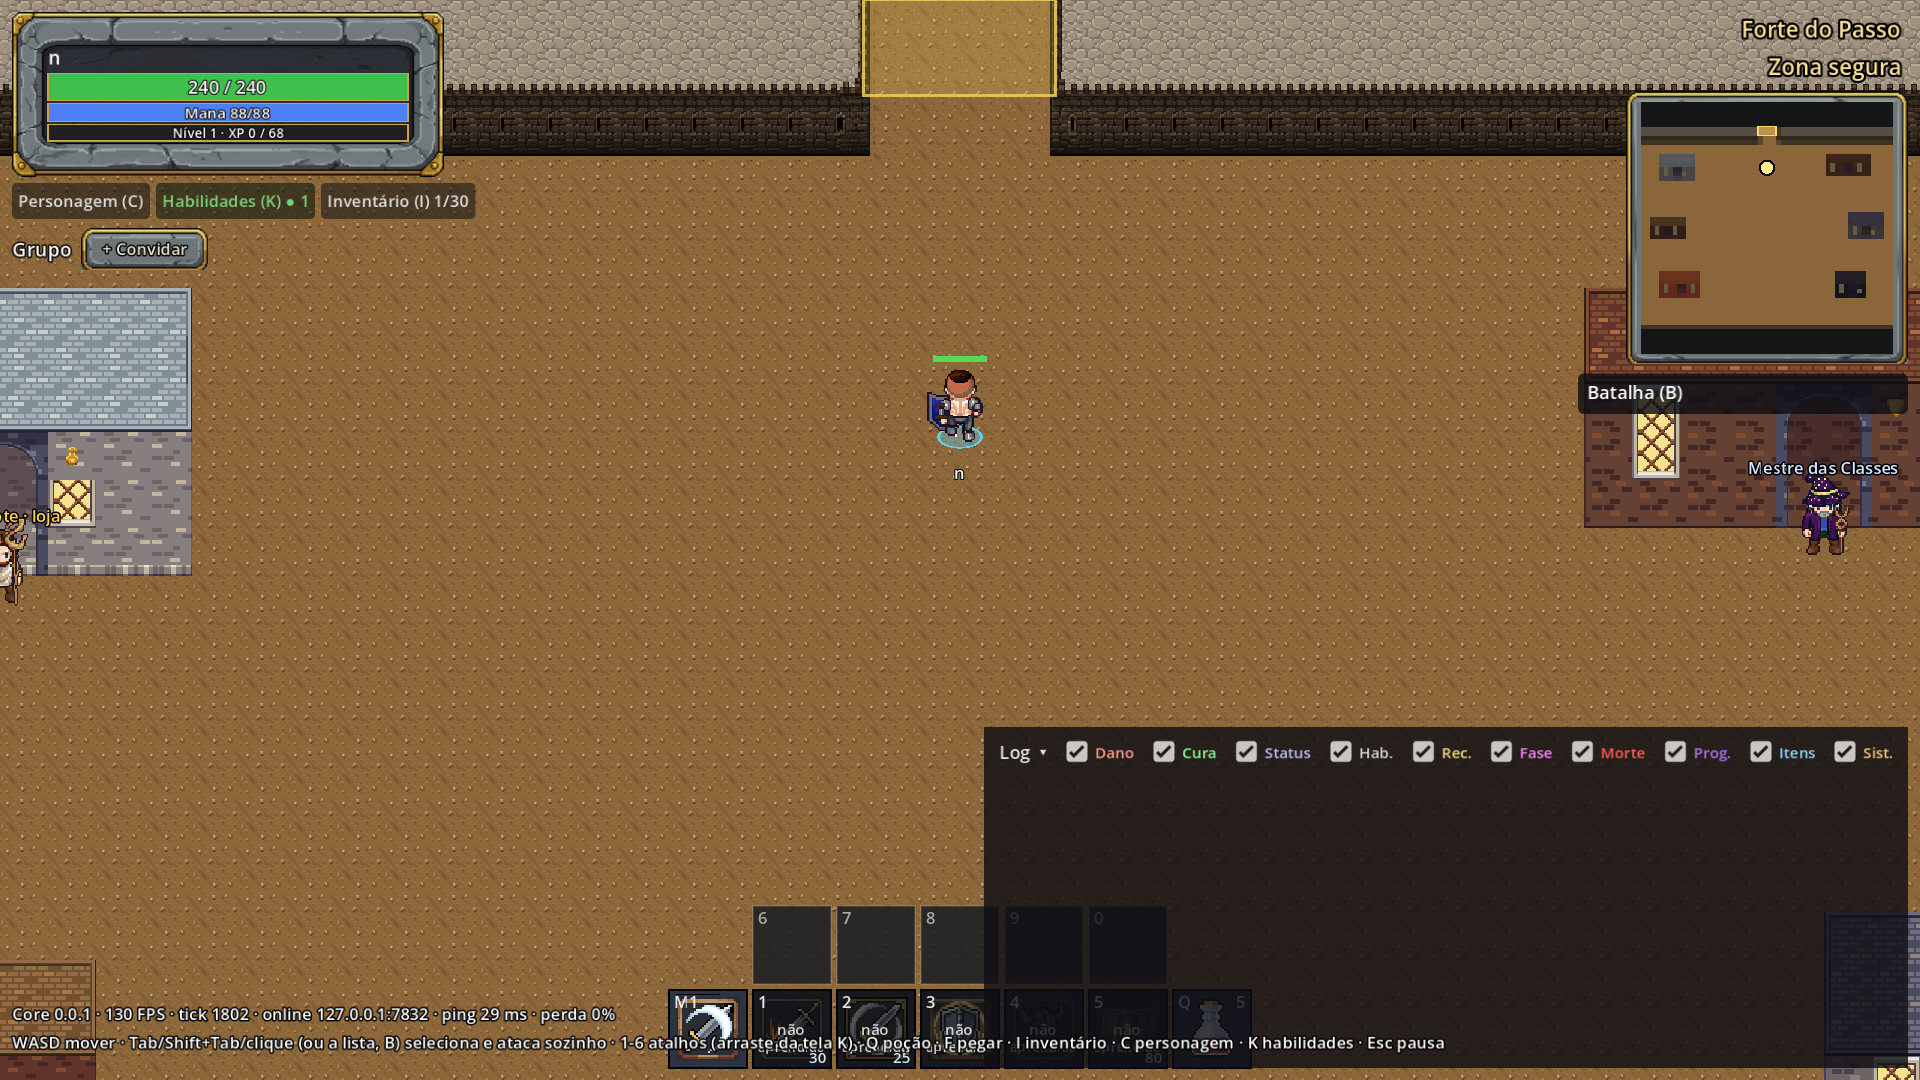 n
240 / 240
Mana 88/88
Nível 1 · XP 0 / 68
Personagem (C)
Habilidades (K) ● 1
Inventário (I) 1/30
Grupo
+ Convidar
Forte do Passo
Zona segura
Batalha (B)
Mestre das Classes
ote · loja
n
Log ▾
Dano
Cura
Status
Hab.
Rec.
Fase
Morte
Prog.
Itens
Sist.
6
7
8
9
0
M1
1
não
30
2
não
25
3
não
4
não
5
não
80
Q
5
Core 0.0.1 · 130 FPS · tick 1802 · online 127.0.0.1:7832 · ping 29 ms · perda 0%
WASD mover · Tab/Shift+Tab/clique (ou a lista, B) seleciona e ataca sozinho · 1-6 atalhos (arraste da tela K) · Q poção · F pegar · I inventário · C personagem · K habilidades · Esc pausa